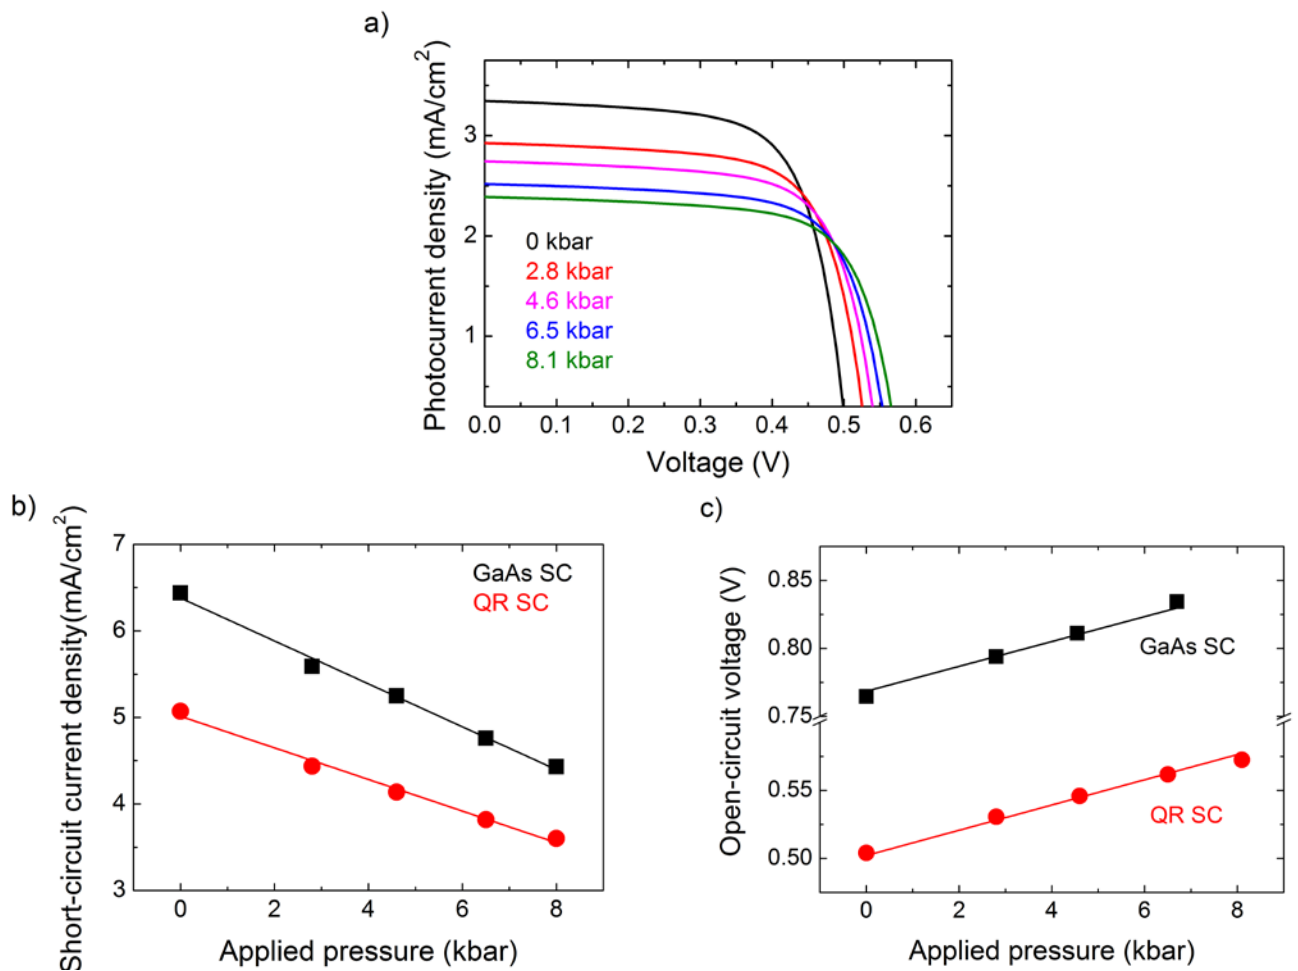 a)
Photocurrent density (mA/cm²)
3
2
1
0 kbar
2.8 kbar
4.6 kbar
6.5 kbar
8.1 kbar
0.0 0.1 0.2 0.3 0.4 0.5 0.6
Voltage (V)
b)
Short-circuit current density(mA/cm²)
7
6
5
4
3
GaAs SC
QR SC
0 2 4 6 8
Applied pressure (kbar)
c)
Open-circuit voltage (V)
0.85
0.80
0.75
0.55
0.50
GaAs SC
QR SC
0 2 4 6 8
Applied pressure (kbar)